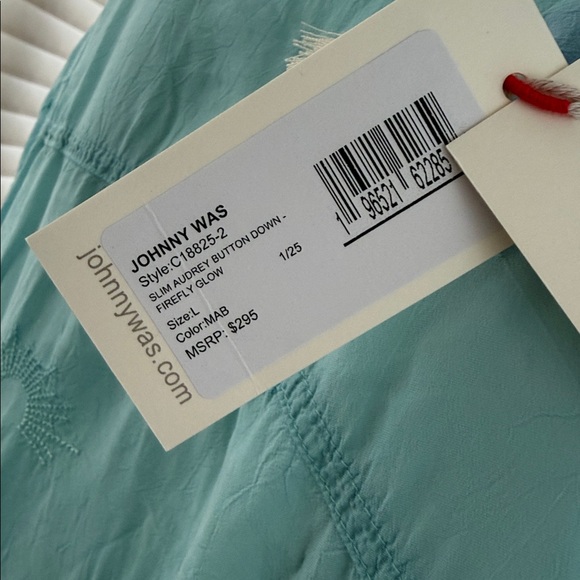 JOHNNY WAS
Style:C18825-2
SLIM AUDREY BUTTON DOWN -
FIREFLY GLOW
1/25
Size:L
Color:MAB
MSRP: $295
1 96521 62285
johnnywas.com